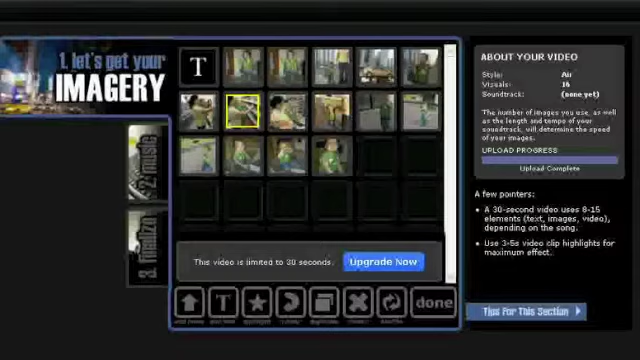 1. let's get your
IMAGERY
T
2. music
3. finalize
This video is limited to 30 seconds.
Upgrade Now
T
done
ABOUT YOUR VIDEO
Style: Air
Visuals: 16
Soundtrack: (none yet)
The number of images you use, as well
as the length and tempo of your
soundtrack, will determine the speed
of your images.
UPLOAD PROGRESS
Upload Complete
A few pointers:
• A 30-second video uses 8-15
elements (text, images, video),
depending on the song.
• Use 3-5s video clip highlights for
maximum effect.
Tips For This Section